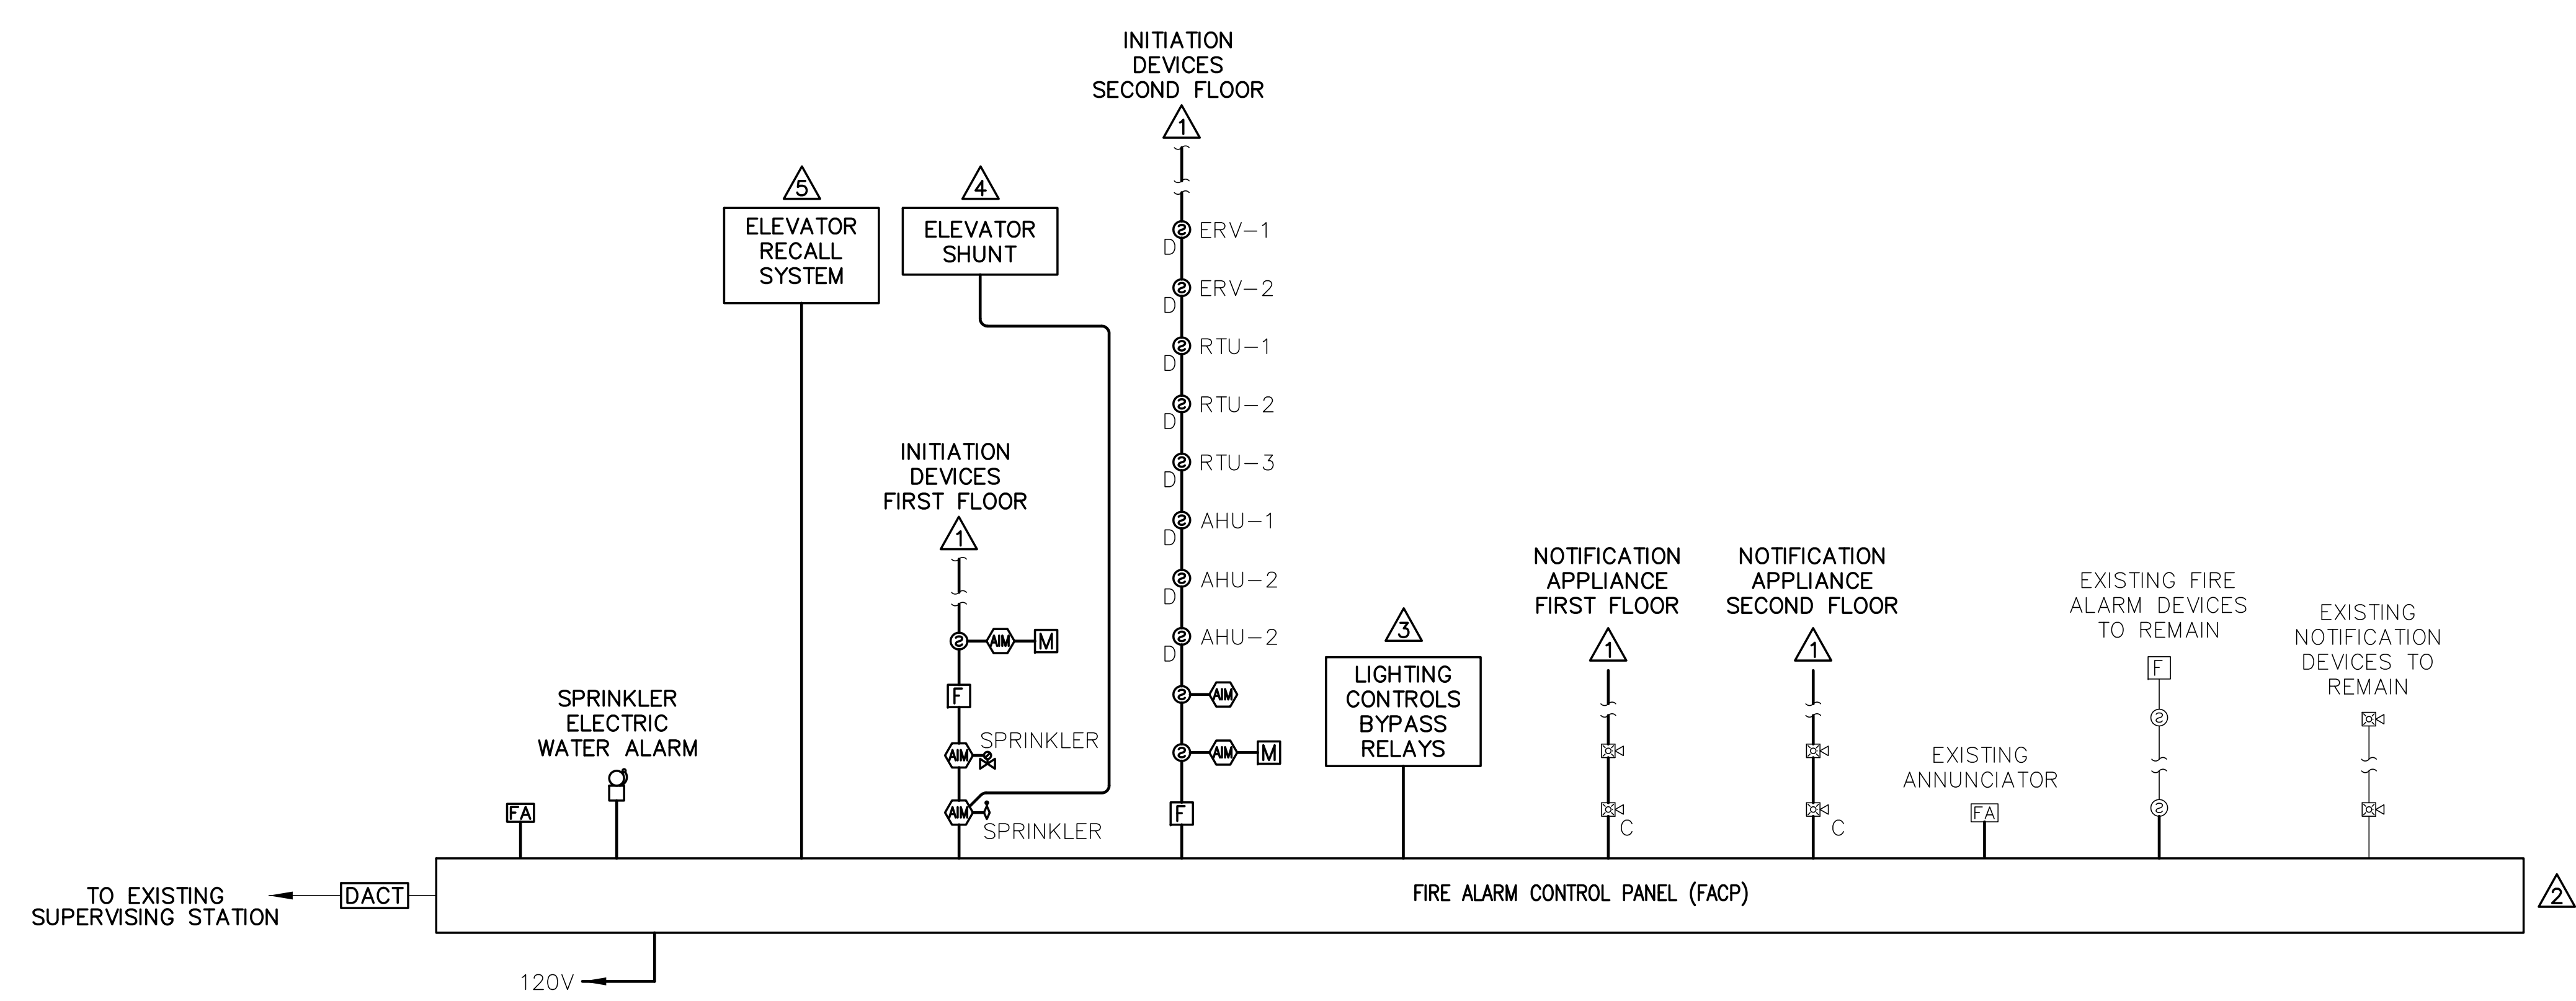 INITIATION
DEVICES
SECOND FLOOR
1
5
ELEVATOR
RECALL
SYSTEM
4
ELEVATOR
SHUNT
S ERV-1
D
S ERV-2
D
S RTU-1
D
S RTU-2
D
S RTU-3
D
S AHU-1
D
S AHU-2
D
S AHU-2
D
S AIM
S AIM M
F
INITIATION
DEVICES
FIRST FLOOR
1
S AIM M
F
AIM SPRINKLER
AIM SPRINKLER
SPRINKLER
ELECTRIC
WATER ALARM
FA
3
LIGHTING
CONTROLS
BYPASS
RELAYS
NOTIFICATION
APPLIANCE
FIRST FLOOR
1
C
NOTIFICATION
APPLIANCE
SECOND FLOOR
1
C
EXISTING
ANNUNCIATOR
FA
EXISTING FIRE
ALARM DEVICES
TO REMAIN
F
S
S
EXISTING
NOTIFICATION
DEVICES TO
REMAIN
TO EXISTING
SUPERVISING STATION
DACT
FIRE ALARM CONTROL PANEL (FACP)
2
120V